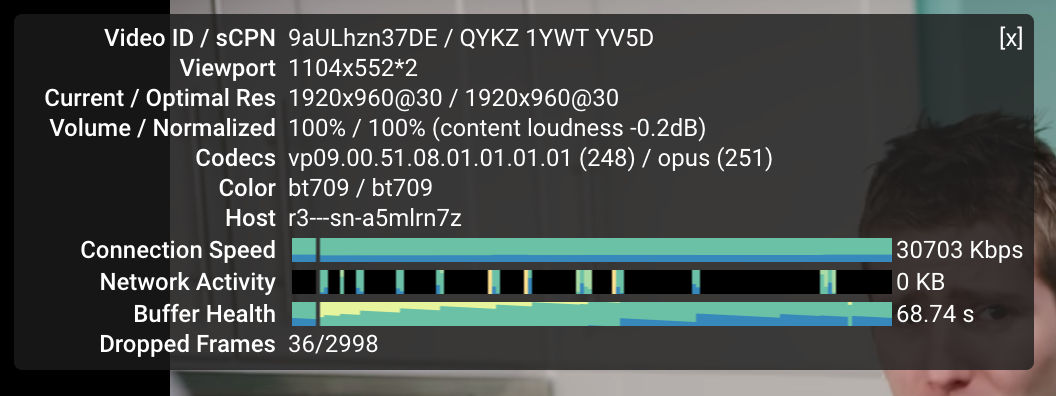 Video ID / sCPN 9aULhzn37DE / QYKZ 1YWT YV5D [x]
Viewport 1104x552*2
Current / Optimal Res 1920x960@30 / 1920x960@30
Volume / Normalized 100% / 100% (content loudness -0.2dB)
Codecs vp09.00.51.08.01.01.01.01 (248) / opus (251)
Color bt709 / bt709
Host r3---sn-a5mlrn7z
Connection Speed 30703 Kbps
Network Activity 0 KB
Buffer Health 68.74 s
Dropped Frames 36/2998